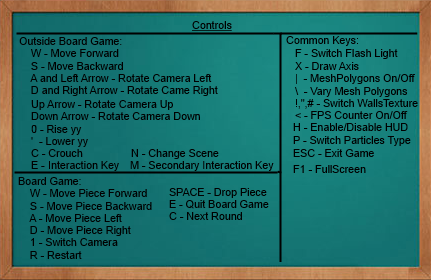 Controls
Outside Board Game:
W - Move Forward
S - Move Backward
A and Left Arrow - Rotate Camera Left
D and Right Arrow - Rotate Came Right
Up Arrow - Rotate Camera Up
Down Arrow - Rotate Camera Down
0 - Rise yy
' - Lower yy
C - Crouch
N - Change Scene
E - Interaction Key
M - Secondary Interaction Key
Common Keys:
F - Switch Flash Light
X - Draw Axis
| - MeshPolygons On/Off
\ - Vary Mesh Polygons
!,",# - Switch WallsTexture
< - FPS Counter On/Off
H - Enable/Disable HUD
P - Switch Particles Type
ESC - Exit Game
F1 - FullScreen
Board Game:
W - Move Piece Forward
S - Move Piece Backward
A - Move Piece Left
D - Move Piece Right
1 - Switch Camera
R - Restart
SPACE - Drop Piece
E - Quit Board Game
C - Next Round